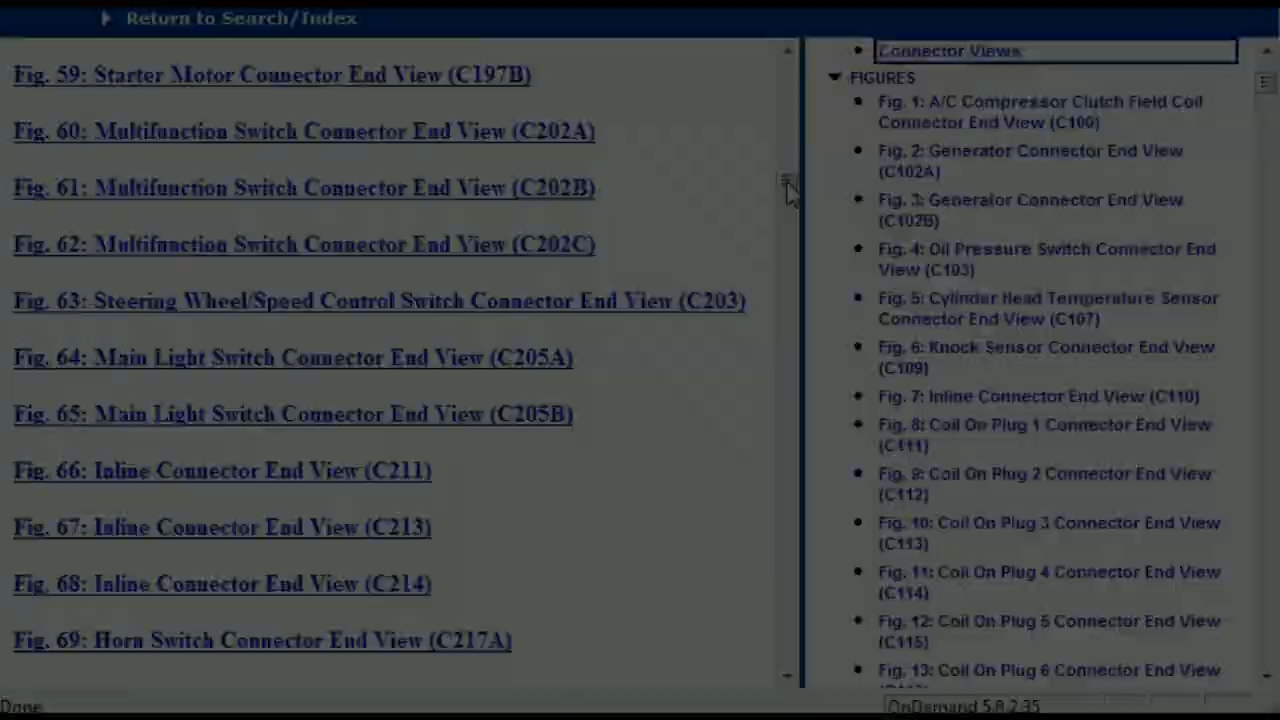 Return to Search/Index
Fig. 59: Starter Motor Connector End View (C197B)
Fig. 60: Multifunction Switch Connector End View (C202A)
Fig. 61: Multifunction Switch Connector End View (C202B)
Fig. 62: Multifunction Switch Connector End View (C202C)
Fig. 63: Steering Wheel/Speed Control Switch Connector End View (C203)
Fig. 64: Main Light Switch Connector End View (C205A)
Fig. 65: Main Light Switch Connector End View (C205B)
Fig. 66: Inline Connector End View (C211)
Fig. 67: Inline Connector End View (C213)
Fig. 68: Inline Connector End View (C214)
Fig. 69: Horn Switch Connector End View (C217A)
Connector Views
FIGURES
Fig. 1: A/C Compressor Clutch Field Coil
Connector End View (C100)
Fig. 2: Generator Connector End View
(C102A)
Fig. 3: Generator Connector End View
(C102B)
Fig. 4: Oil Pressure Switch Connector End
View (C103)
Fig. 5: Cylinder Head Temperature Sensor
Connector End View (C107)
Fig. 6: Knock Sensor Connector End View
(C109)
Fig. 7: Inline Connector End View (C110)
Fig. 8: Coil On Plug 1 Connector End View
(C111)
Fig. 9: Coil On Plug 2 Connector End View
(C112)
Fig. 10: Coil On Plug 3 Connector End View
(C113)
Fig. 11: Coil On Plug 4 Connector End View
(C114)
Fig. 12: Coil On Plug 5 Connector End View
(C115)
Fig. 13: Coil On Plug 6 Connector End View
Done
OnDemand 5.8.2.35